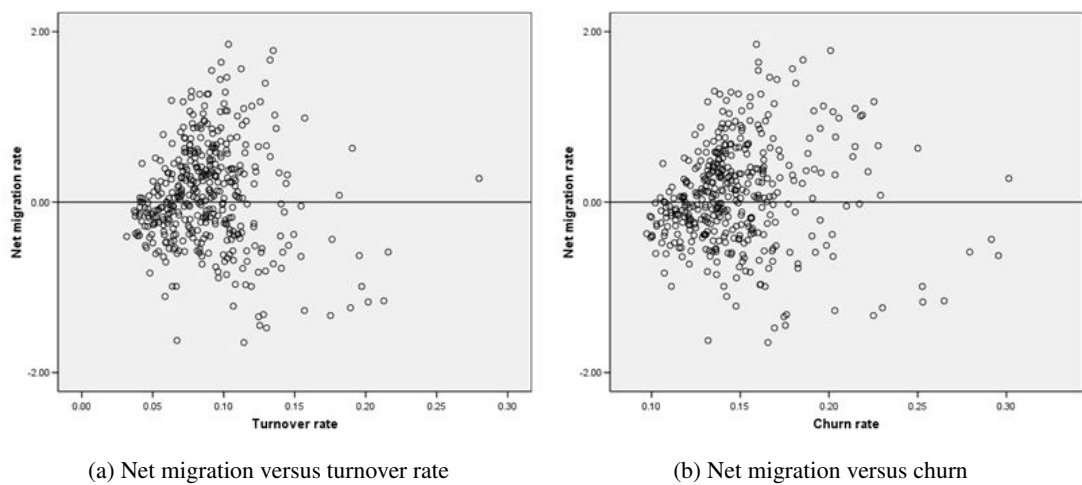 2.00
0.00
-2.00
Net migration rate
0.00 0.05 0.10 0.15 0.20 0.25 0.30
Turnover rate
(a) Net migration versus turnover rate
2.00
0.00
-2.00
Net migration rate
0.10 0.15 0.20 0.25 0.30
Churn rate
(b) Net migration versus churn